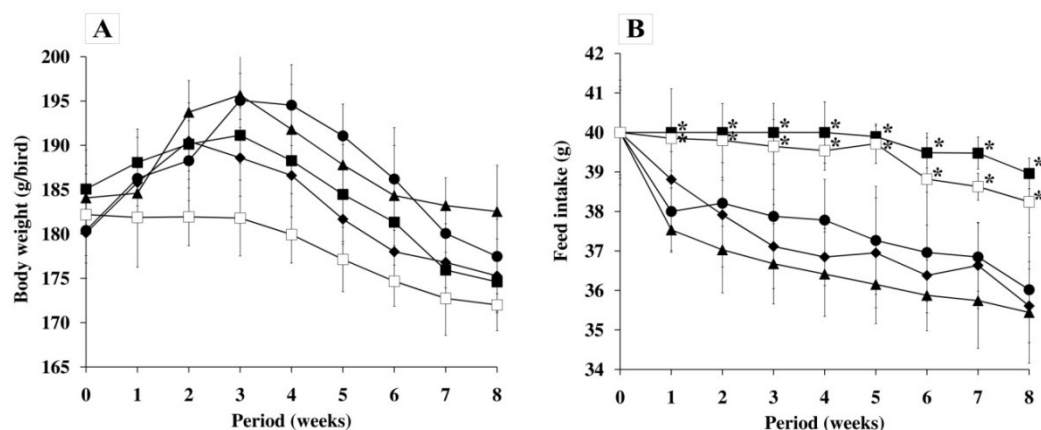 A
Body weight (g/bird)
200
195
190
185
180
175
170
165
0 1 2 3 4 5 6 7 8
Period (weeks)
B
Feed intake (g)
42
41
40
39
38
37
36
35
34
* * * * * * * *
* * * * * * * *
0 1 2 3 4 5 6 7 8
Period (weeks)